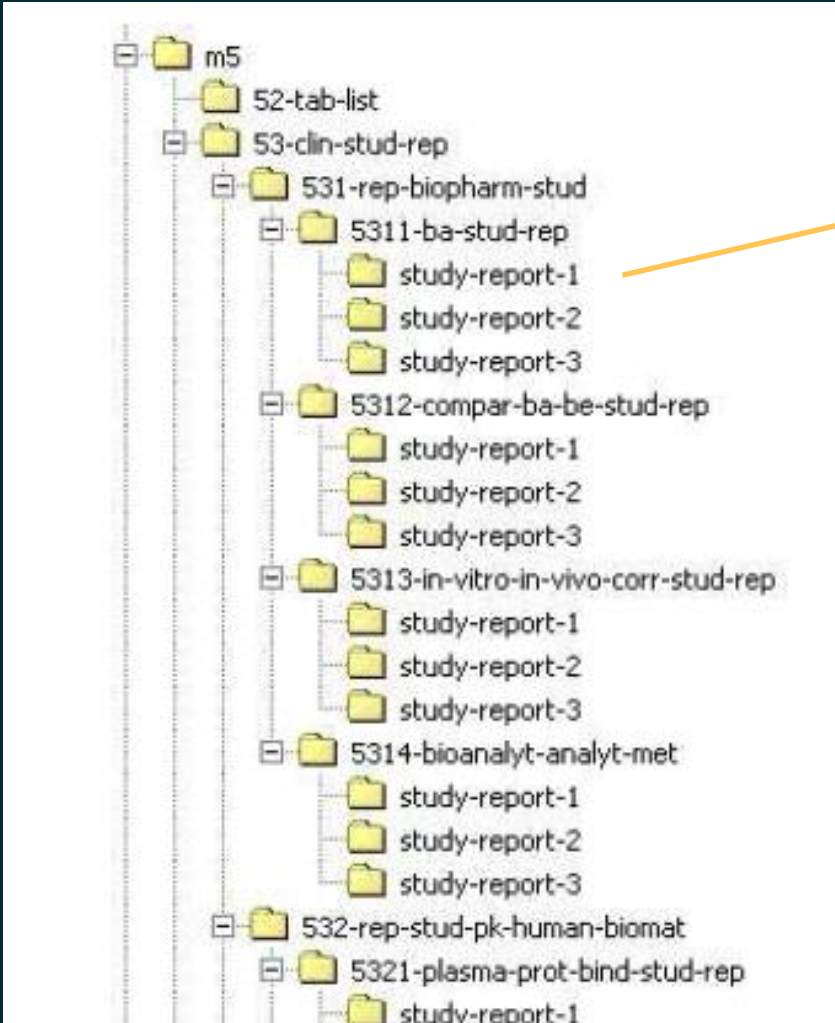 m5
52-tab-list
53-clin-stud-rep
531-rep-biopharm-stud
5311-ba-stud-rep
study-report-1
study-report-2
study-report-3
5312-compar-ba-be-stud-rep
study-report-1
study-report-2
study-report-3
5313-in-vitro-in-vivo-corr-stud-rep
study-report-1
study-report-2
study-report-3
5314-bioanalyt-analyt-met
study-report-1
study-report-2
study-report-3
532-rep-stud-pk-human-biomat
5321-plasma-prot-bind-stud-rep
study-report-1